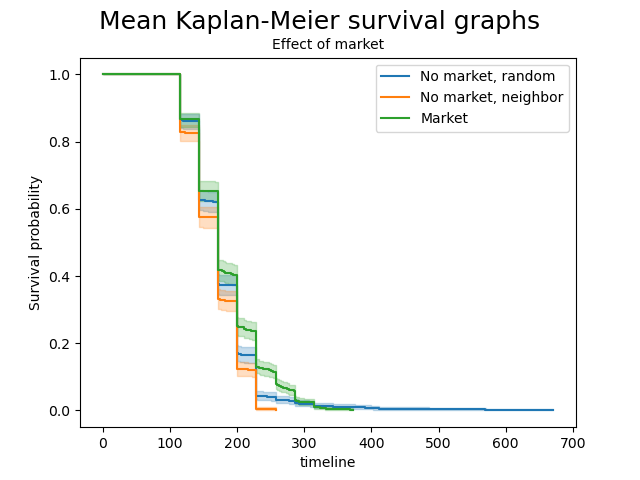 Mean Kaplan-Meier survival graphs
Effect of market
No market, random
No market, neighbor
Market
Survival probability
1.0
0.8
0.6
0.4
0.2
0.0
0 100 200 300 400 500 600 700
timeline